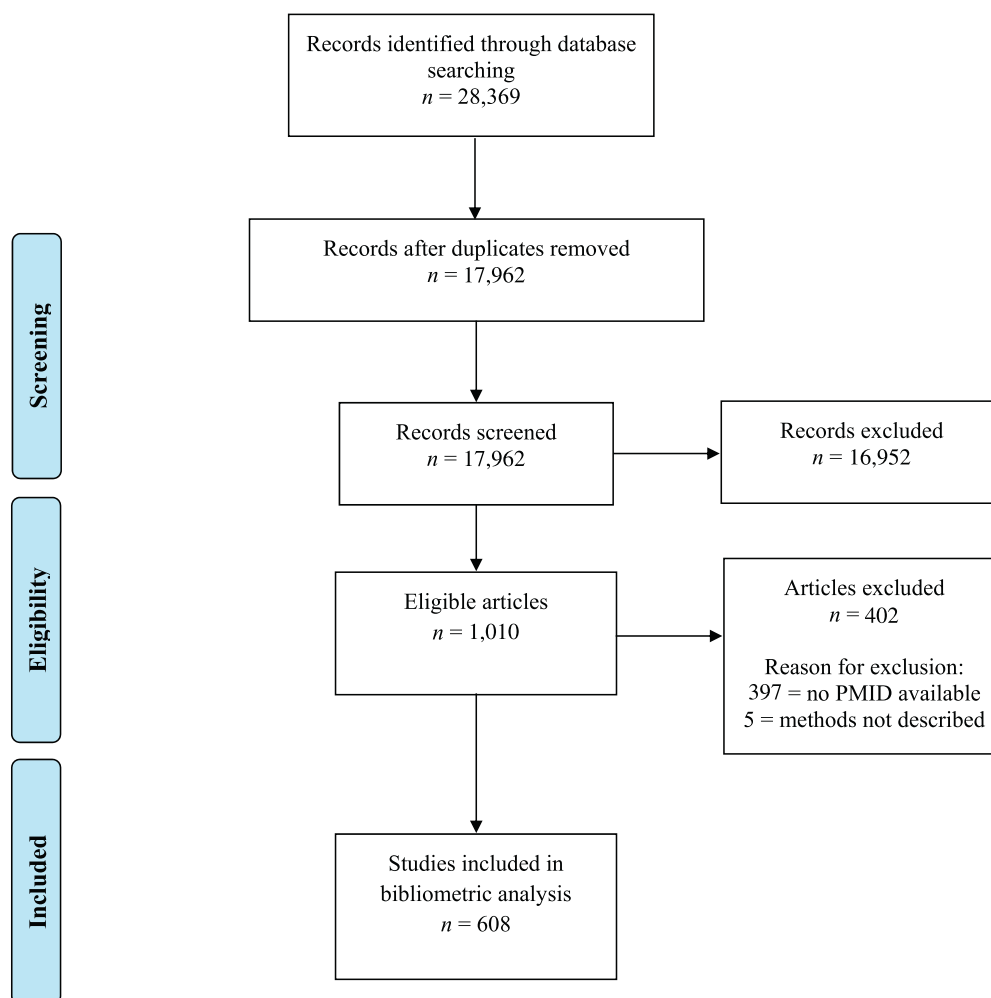 Records identified through database
searching
n = 28,369
Records after duplicates removed
n = 17,962
Screening
Records screened
n = 17,962
Records excluded
n = 16,952
Eligibility
Eligible articles
n = 1,010
Articles excluded
n = 402
Reason for exclusion:
397 = no PMID available
5 = methods not described
Included
Studies included in
bibliometric analysis
n = 608